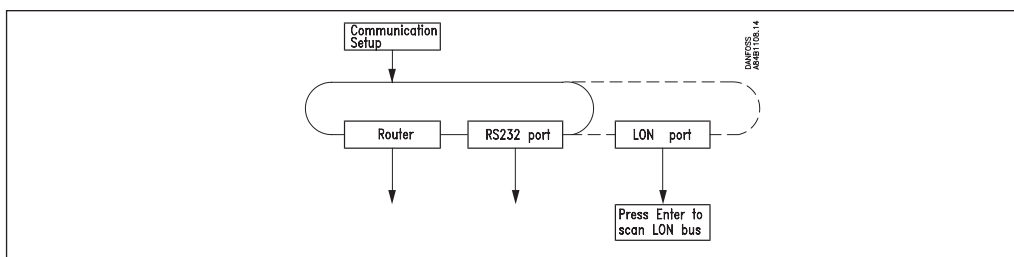 Communication
Setup
DANFOSS
A84B1108.14
Router
RS232 port
LON port
Press Enter to
scan LON bus